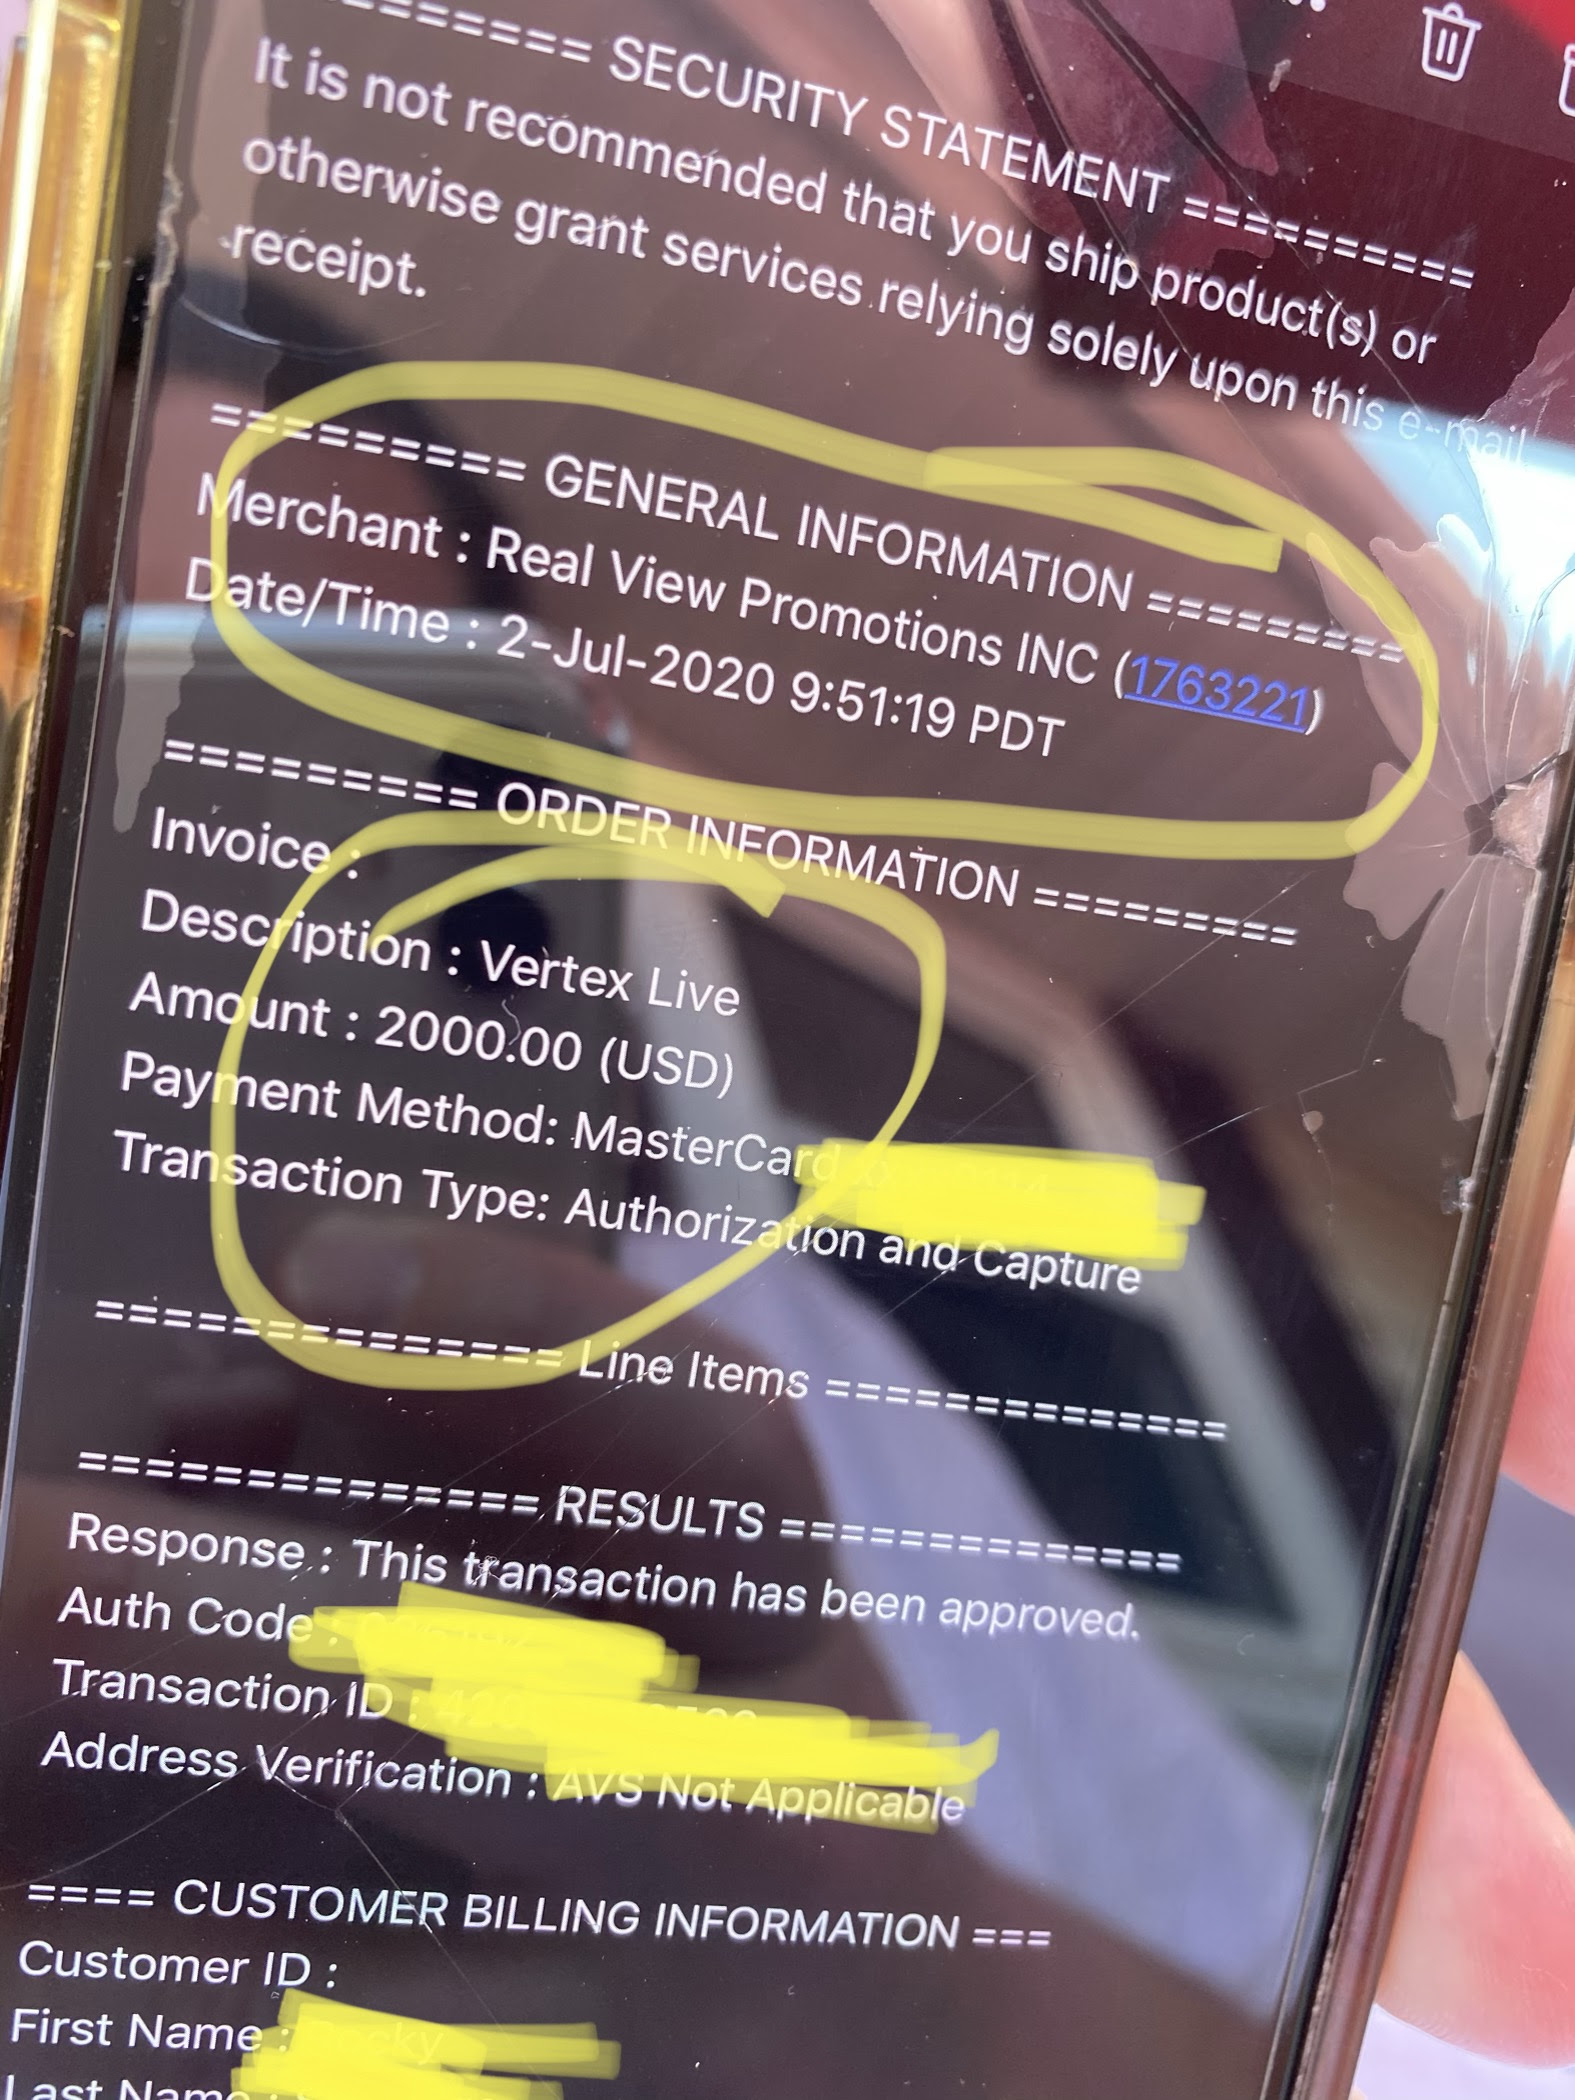 ========= SECURITY STATEMENT =========
It is not recommended that you ship product(s) or
otherwise grant services relying solely upon this e-mail
receipt.
========= GENERAL INFORMATION =========
Merchant : Real View Promotions INC (1763221)
Date/Time : 2-Jul-2020 9:51:19 PDT
========= ORDER INFORMATION =========
Invoice :
Description : Vertex Live
Amount : 2000.00 (USD)
Payment Method: MasterCard
Transaction Type: Authorization and Capture
============== Line Items ==============
============== RESULTS ==============
Response : This transaction has been approved.
Auth Code :
Transaction ID :
Address Verification : AVS Not Applicable
==== CUSTOMER BILLING INFORMATION ===
Customer ID :
First Name :
Last Name :